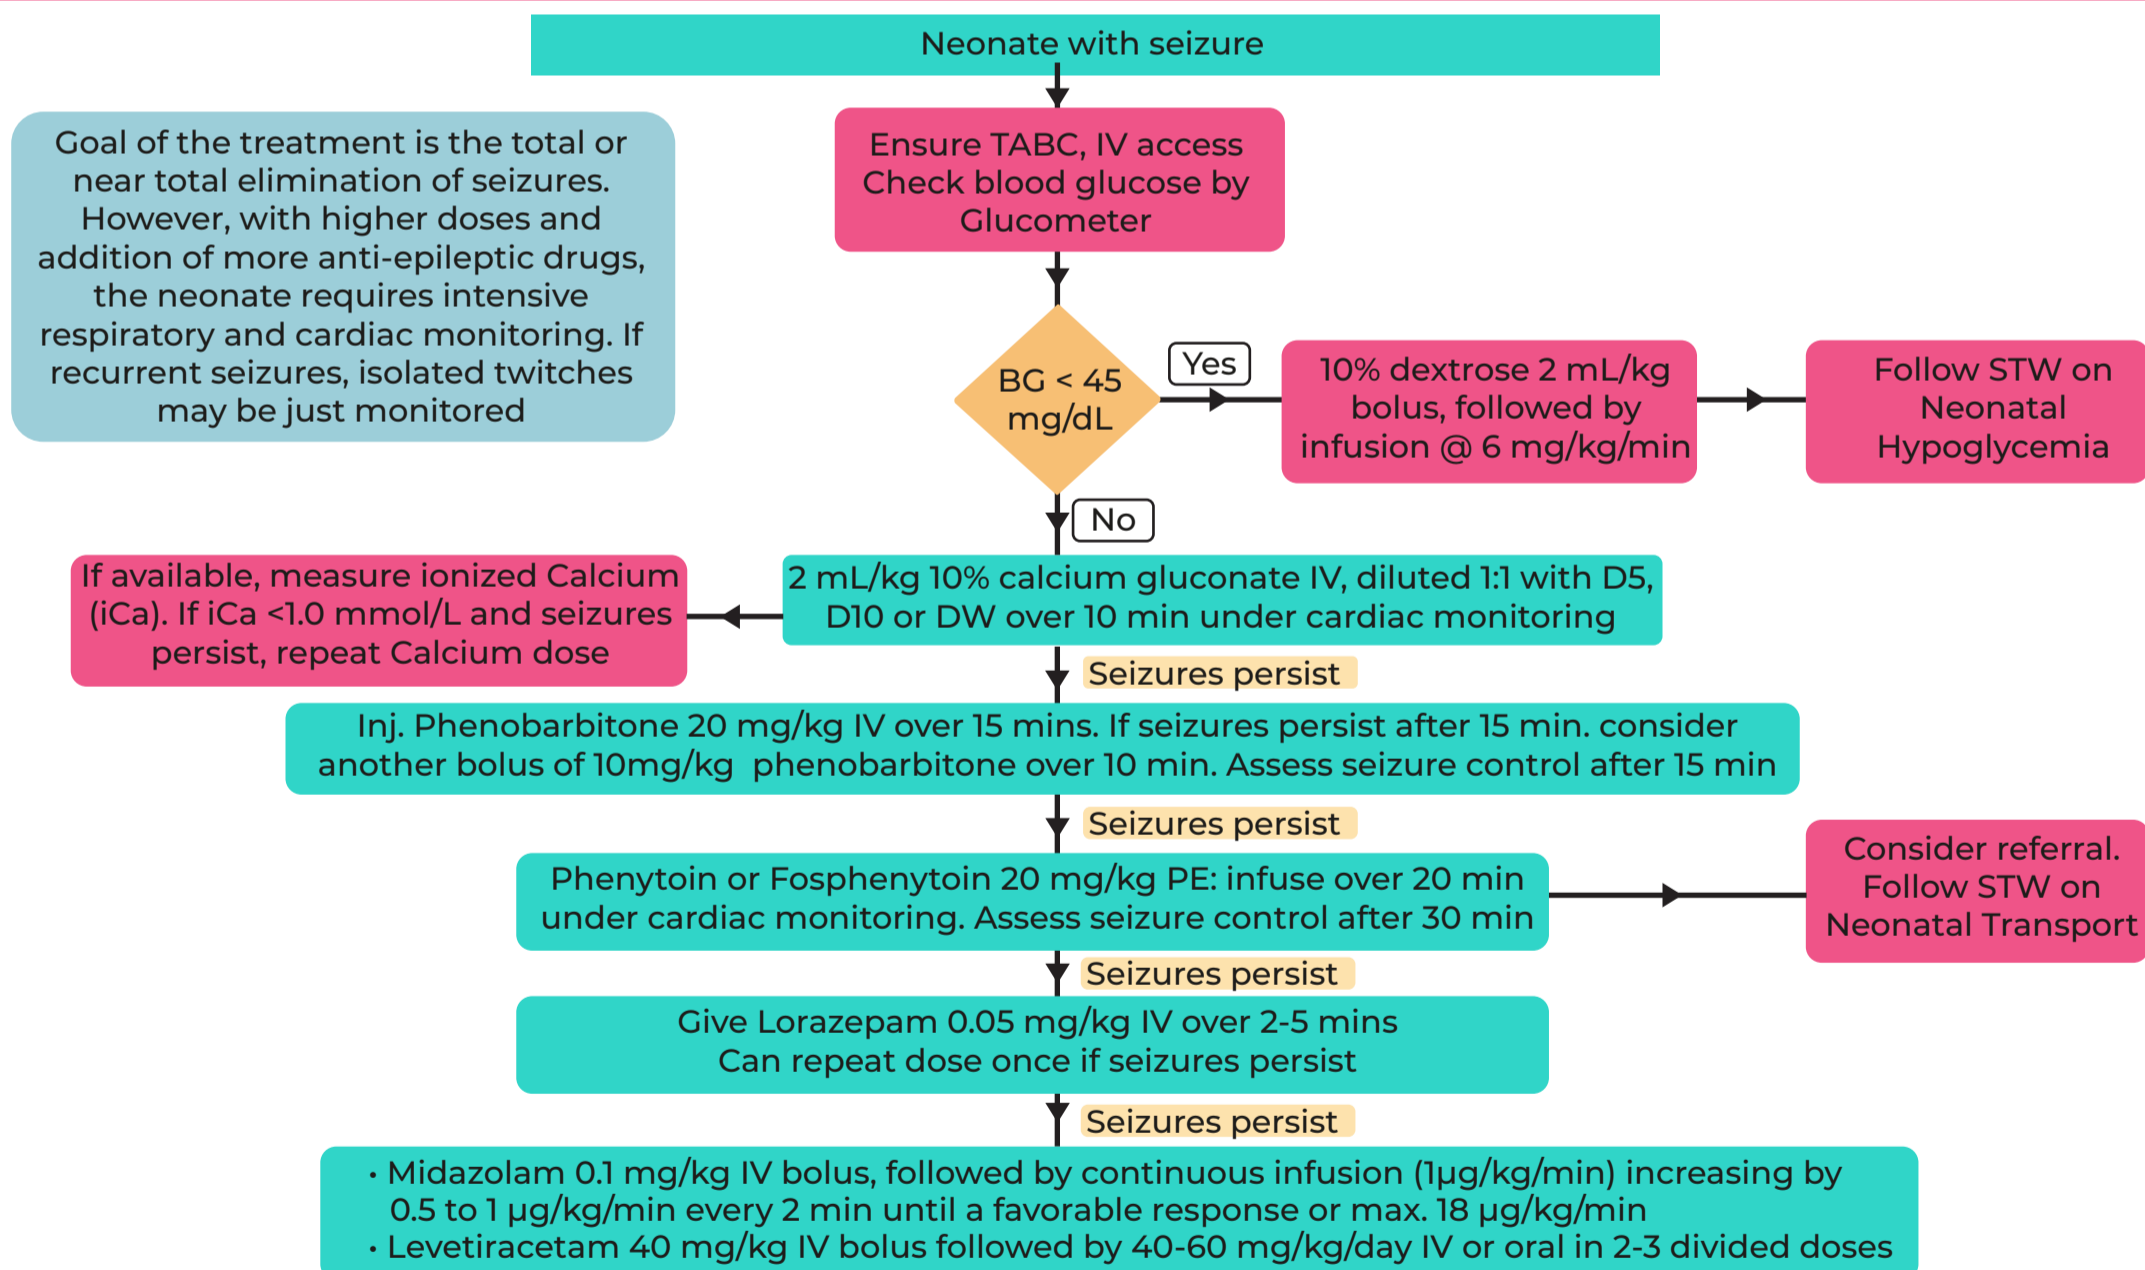 Neonate with seizure
Goal of the treatment is the total or
near total elimination of seizures.
However, with higher doses and
addition of more anti-epileptic drugs,
the neonate requires intensive
respiratory and cardiac monitoring. If
recurrent seizures, isolated twitches
may be just monitored
Ensure TABC, IV access
Check blood glucose by
Glucometer
BG < 45
mg/dL
Yes
10% dextrose 2 mL/kg
bolus, followed by
infusion @ 6 mg/kg/min
Follow STW on
Neonatal
Hypoglycemia
No
If available, measure ionized Calcium
(iCa). If iCa <1.0 mmol/L and seizures
persist, repeat Calcium dose
2 mL/kg 10% calcium gluconate IV, diluted 1:1 with D5,
D10 or DW over 10 min under cardiac monitoring
Seizures persist
Inj. Phenobarbitone 20 mg/kg IV over 15 mins. If seizures persist after 15 min. consider
another bolus of 10mg/kg phenobarbitone over 10 min. Assess seizure control after 15 min
Seizures persist
Phenytoin or Fosphenytoin 20 mg/kg PE: infuse over 20 min
under cardiac monitoring. Assess seizure control after 30 min
Consider referral.
Follow STW on
Neonatal Transport
Seizures persist
Give Lorazepam 0.05 mg/kg IV over 2-5 mins
Can repeat dose once if seizures persist
Seizures persist
• Midazolam 0.1 mg/kg IV bolus, followed by continuous infusion (1µg/kg/min) increasing by
0.5 to 1 µg/kg/min every 2 min until a favorable response or max. 18 µg/kg/min
• Levetiracetam 40 mg/kg IV bolus followed by 40-60 mg/kg/day IV or oral in 2-3 divided doses